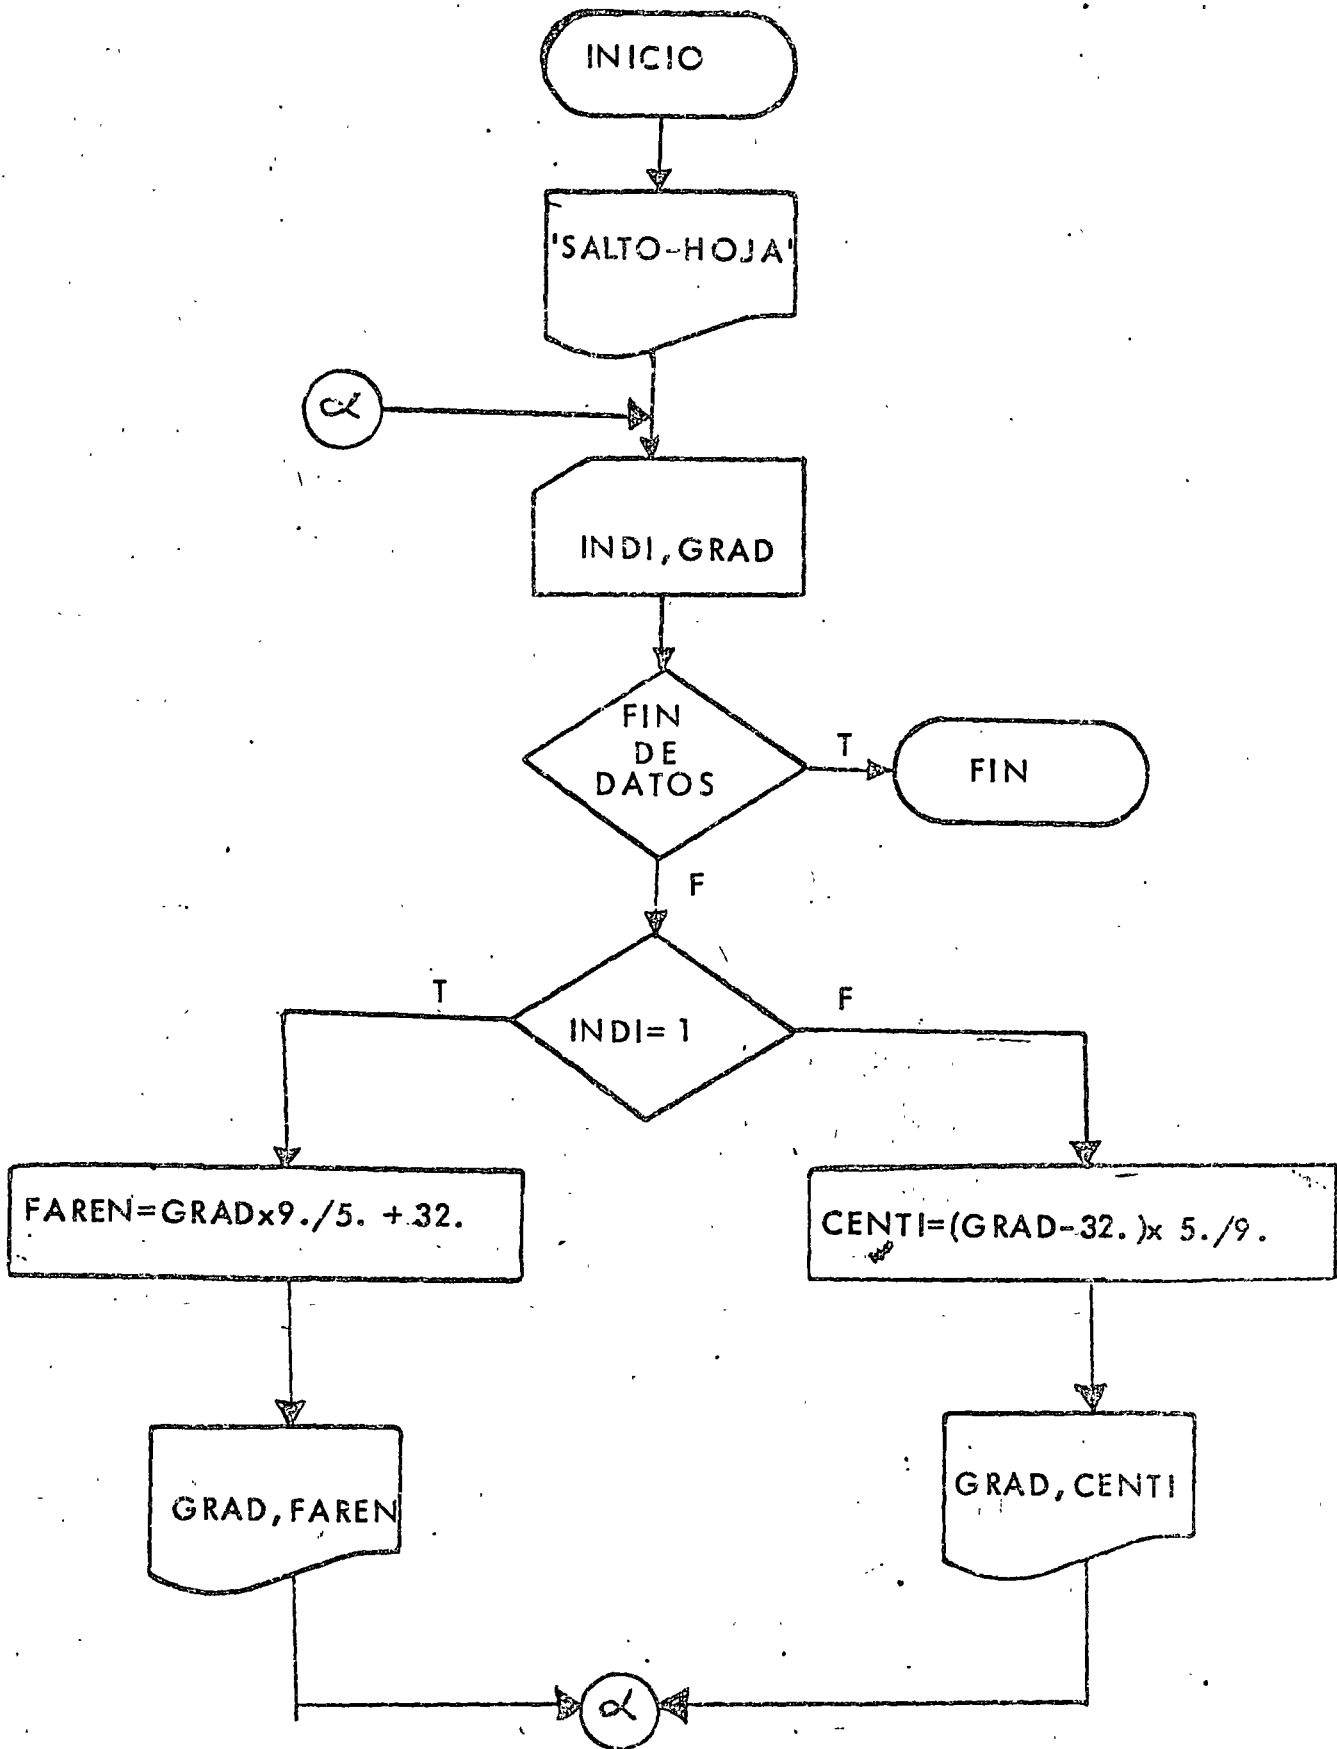 INICIO
'SALTO-HOJA'
α
INDI,GRAD
FIN
DE
DATOS
T
FIN
F
T
F
INDI= 1
FAREN=GRADx9./5. +32.
CENTI=(GRAD-32.)x 5./9.
GRAD,FAREN
GRAD,CENTI
α